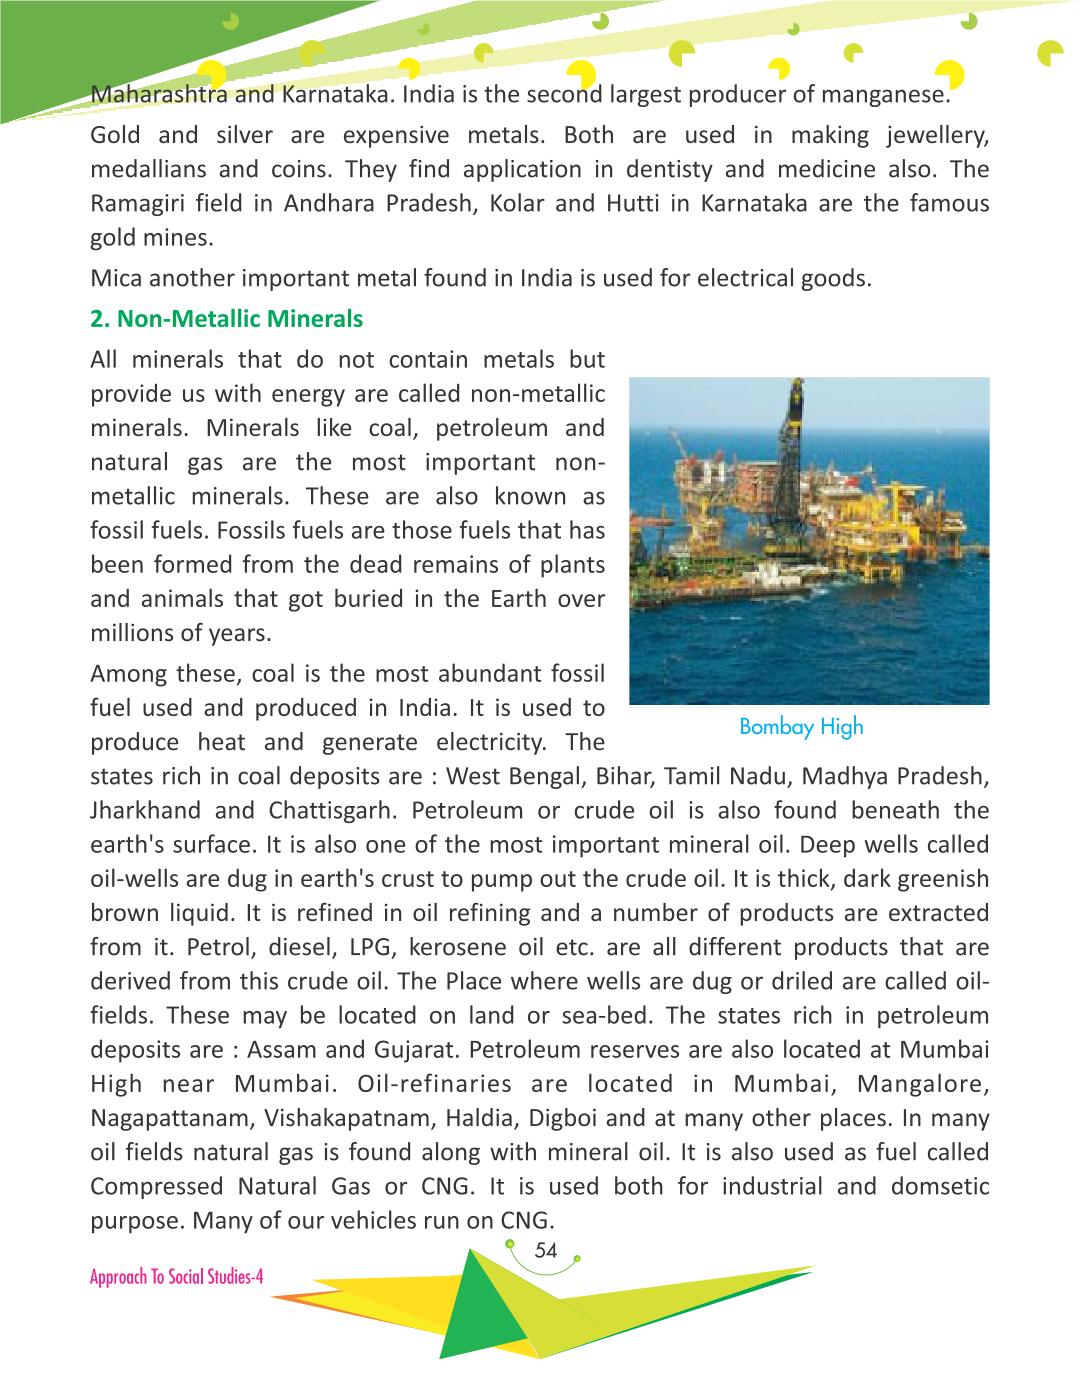 Maharashtra and Karnataka. India is the second largest producer of manganese.
Gold and silver are expensive metals. Both are used in making jewellery,
medallians and coins. They find application in dentisty and medicine also. The
Ramagiri field in Andhara Pradesh, Kolar and Hutti in Karnataka are the famous
gold mines.
Mica another important metal found in India is used for electrical goods.
2. Non-Metallic Minerals
All minerals that do not contain metals but
provide us with energy are called non-metallic
minerals. Minerals like coal, petroleum and
natural gas are the most important non-
metallic minerals. These are also known as
fossil fuels. Fossils fuels are those fuels that has
been formed from the dead remains of plants
and animals that got buried in the Earth over
millions of years.
Among these, coal is the most abundant fossil
fuel used and produced in India. It is used to
produce heat and generate electricity. The
Bombay High
states rich in coal deposits are : West Bengal, Bihar, Tamil Nadu, Madhya Pradesh,
Jharkhand and Chattisgarh. Petroleum or crude oil is also found beneath the
earth's surface. It is also one of the most important mineral oil. Deep wells called
oil-wells are dug in earth's crust to pump out the crude oil. It is thick, dark greenish
brown liquid. It is refined in oil refining and a number of products are extracted
from it. Petrol, diesel, LPG, kerosene oil etc. are all different products that are
derived from this crude oil. The Place where wells are dug or driled are called oil-
fields. These may be located on land or sea-bed. The states rich in petroleum
deposits are : Assam and Gujarat. Petroleum reserves are also located at Mumbai
High near Mumbai. Oil-refinaries are located in Mumbai, Mangalore,
Nagapattanam, Vishakapatnam, Haldia, Digboi and at many other places. In many
oil fields natural gas is found along with mineral oil. It is also used as fuel called
Compressed Natural Gas or CNG. It is used both for industrial and domsetic
purpose. Many of our vehicles run on CNG.
54
Approach To Social Studies-4